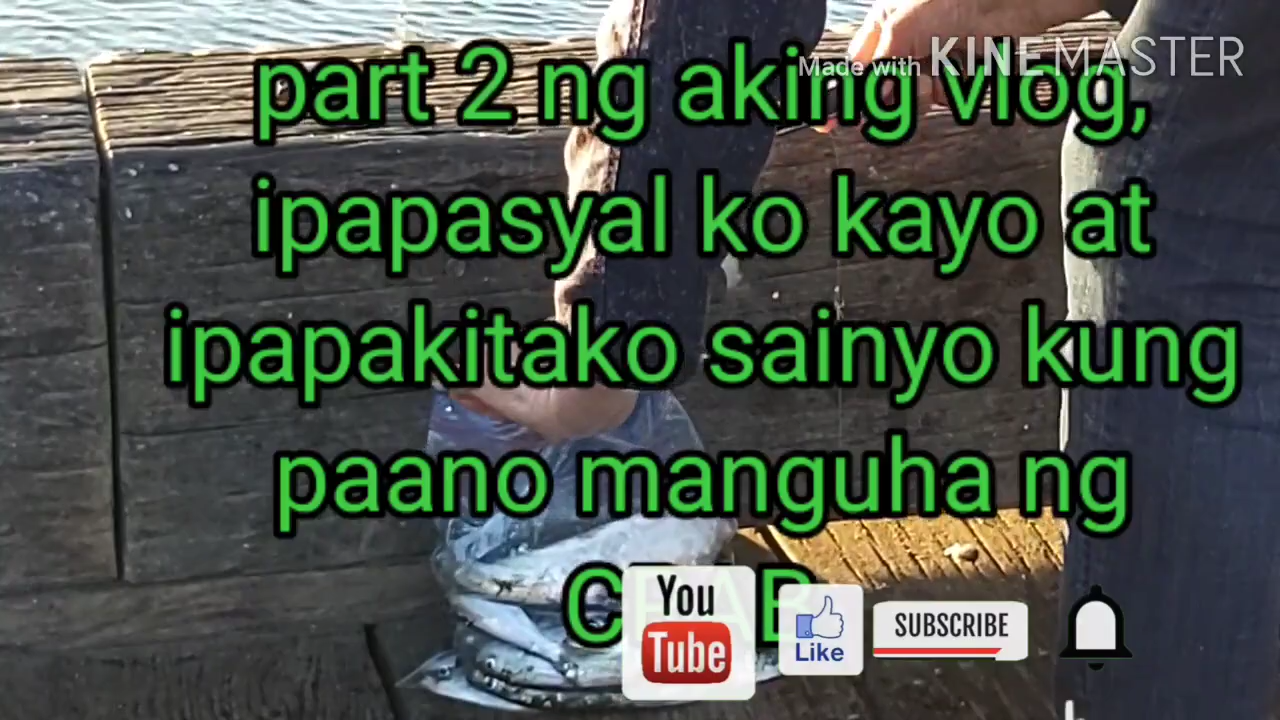 Made with KINEMASTER
part 2 ng aking vlog,
ipapasyal ko kayo at
ipapakitako sainyo kung
paano manguha ng
CRAB
You
Tube
Like
SUBSCRIBE